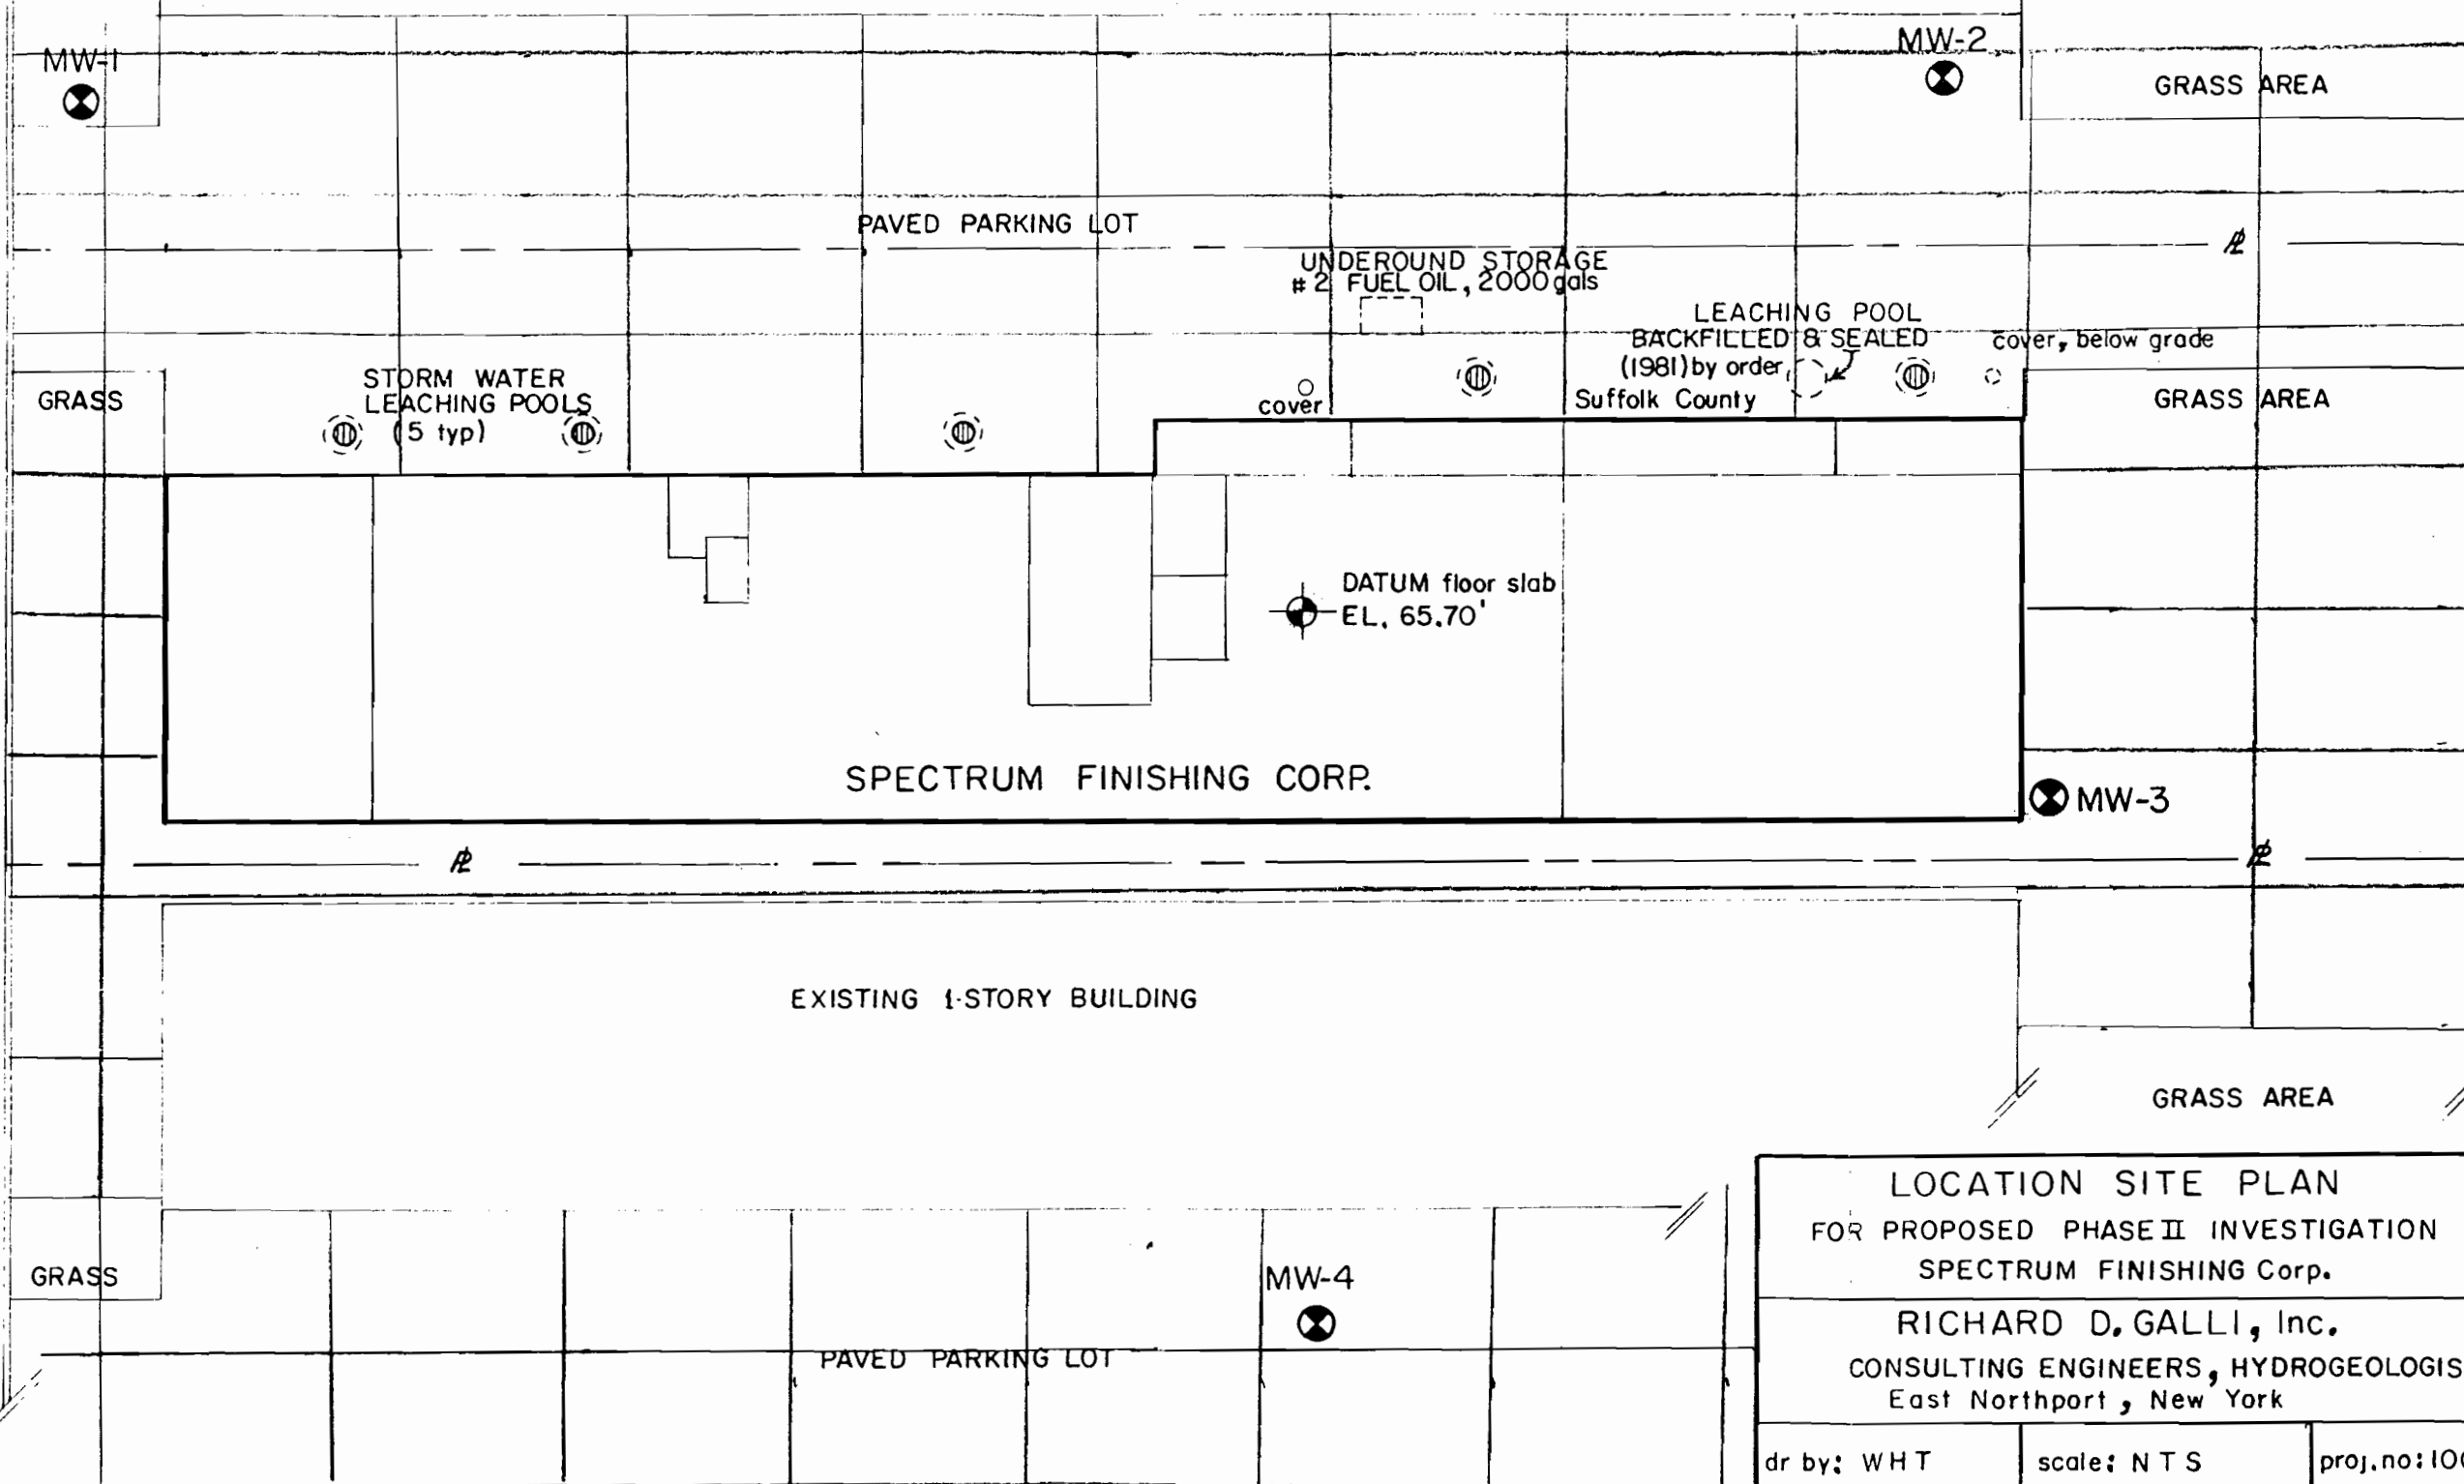 MW-1
MW-2
GRASS AREA
PAVED PARKING LOT
PL
UNDEROUND STORAGE
#2 FUEL OIL, 2000 gals
LEACHING POOL
BACKFILLED & SEALED
(1981) by order
Suffolk County
cover, below grade
GRASS
STORM WATER
LEACHING POOLS
(5 typ)
cover
GRASS AREA
DATUM floor slab
EL. 65.70'
SPECTRUM FINISHING CORP.
MW-3
PL
PL
EXISTING 1-STORY BUILDING
GRASS AREA
GRASS
MW-4
PAVED PARKING LOT
LOCATION SITE PLAN
FOR PROPOSED PHASE II INVESTIGATION
SPECTRUM FINISHING Corp.
RICHARD D. GALLI, Inc.
CONSULTING ENGINEERS, HYDROGEOLOGIS
East Northport, New York
dr by: WHT
scale: NTS
proj. no: 10